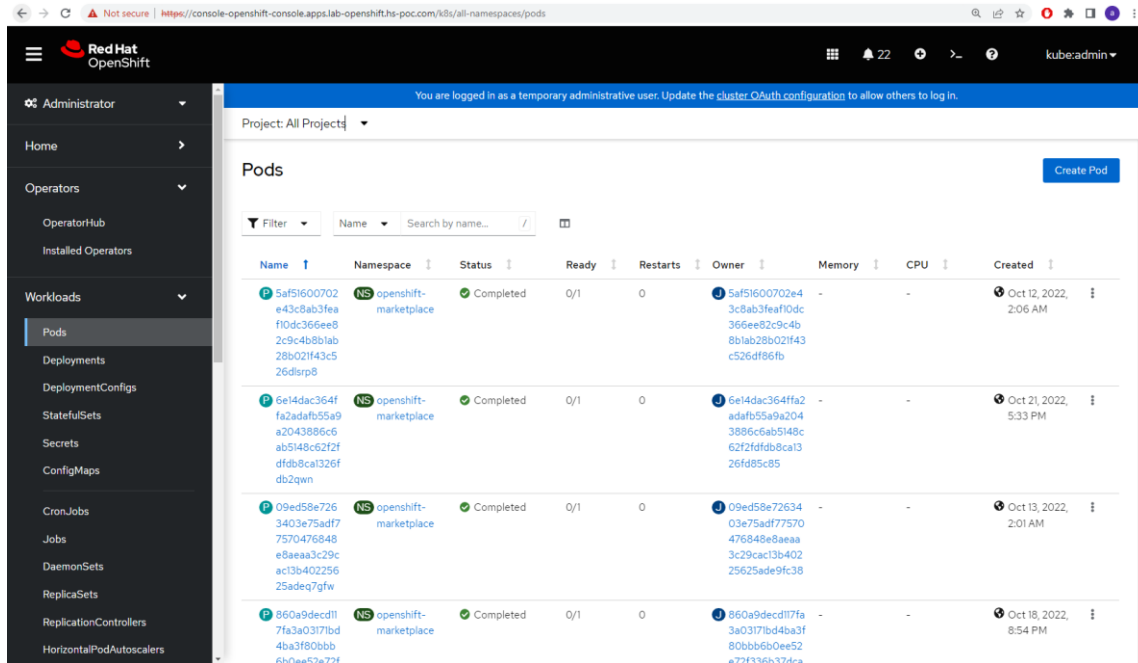 Not secure | https://console-openshift-console.apps.lab-openshift.hs-poc.com/k8s/all-namespaces/pods
Red Hat
OpenShift
22
kube:admin
Administrator
You are logged in as a temporary administrative user. Update the cluster OAuth configuration to allow others to log in.
Project: All Projects
Home
Operators
OperatorHub
Installed Operators
Workloads
Pods
Deployments
DeploymentConfigs
StatefulSets
Secrets
ConfigMaps
CronJobs
Jobs
DaemonSets
ReplicaSets
ReplicationControllers
HorizontalPodAutoscalers
Pods
Create Pod
Filter Name Search by name... /
Name Namespace Status Ready Restarts Owner Memory CPU Created
P 5af51600702 NS openshift- Completed 0/1 0 J 5af51600702e4 - - Oct 12, 2022,
e43c8ab3fea marketplace 3c8ab3feaf10dc 2:06 AM
f10dc366ee8 366ee82c9c4b
2c9c4b8b1ab 8b1ab28b021f43
28b021f43c5 c526df86fb
26dlsrp8
P 6e14dac364f NS openshift- Completed 0/1 0 J 6e14dac364ffa2 - - Oct 21, 2022,
fa2adafb55a9 marketplace adafb55a9a204 5:33 PM
a2043886c6 3886c6ab5148c
ab5148c62f2f 62f2fdfdb8ca13
dfdb8ca1326f 26fd85c85
db2qwn
P 09ed58e726 NS openshift- Completed 0/1 0 J 09ed58e72634 - - Oct 13, 2022,
3403e75adf7 marketplace 03e75adf77570 2:01 AM
7570476848 476848e8aeaa
e8aeaa3c29c 3c29cac13b402
ac13b402256 25625ade9fc38
25adeq7gfw
P 860a9decd11 NS openshift- Completed 0/1 0 J 860a9decd117fa - - Oct 18, 2022,
7fa3a03171bd marketplace 3a03171bd4ba3f 8:54 PM
4ba3f80bbb 80bbb6b0ee52
6b0ee52e72f e72f336b37dca